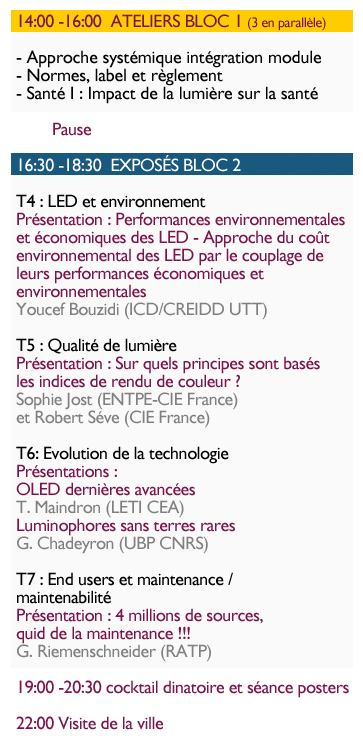 14:00 -16:00 ATELIERS BLOC 1 (3 en parallèle)
- Approche systémique intégration module
- Normes, label et règlement
- Santé I : Impact de la lumière sur la santé
Pause
16:30 -18:30 EXPOSÉS BLOC 2
T4 : LED et environnement
Présentation : Performances environnementales
et économiques des LED - Approche du coût
environnemental des LED par le couplage de
leurs performances économiques et
environnementales
Youcef Bouzidi (ICD/CREIDD UTT)
T5 : Qualité de lumière
Présentation : Sur quels principes sont basés
les indices de rendu de couleur ?
Sophie Jost (ENTPE-CIE France)
et Robert Séve (CIE France)
T6: Evolution de la technologie
Présentations :
OLED dernières avancées
T. Maindron (LETI CEA)
Luminophores sans terres rares
G. Chadeyron (UBP CNRS)
T7 : End users et maintenance /
maintenabilité
Présentation : 4 millions de sources,
quid de la maintenance !!!
G. Riemenschneider (RATP)
19:00 -20:30 cocktail dinatoire et séance posters
22:00 Visite de la ville